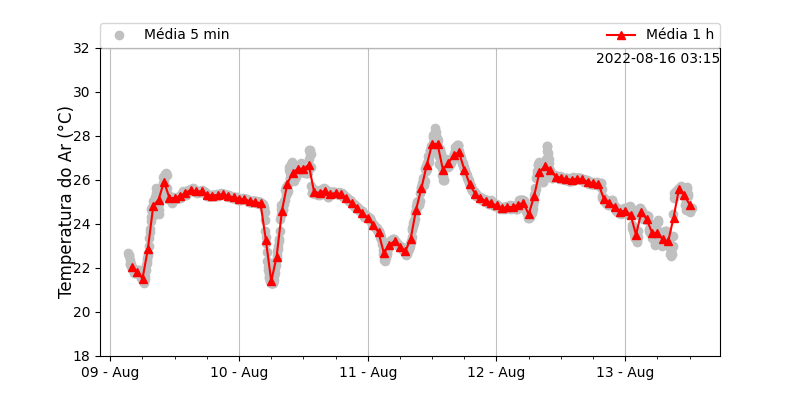 Média 5 min
Média 1 h
2022-08-16 03:15
Temperatura do Ar (°C)
32
30
28
26
24
22
20
18
09 - Aug
10 - Aug
11 - Aug
12 - Aug
13 - Aug